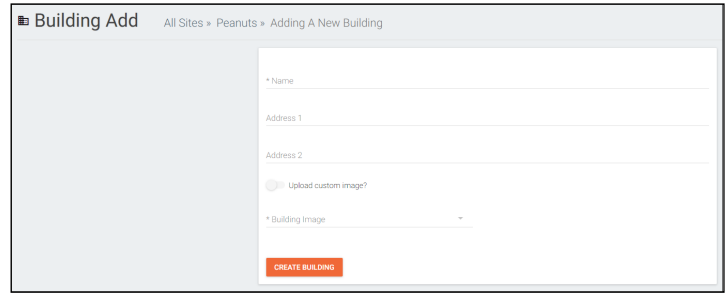 Building Add All Sites » Peanuts » Adding A New Building
* Name
Address 1
Address 2
Upload custom image?
* Building Image
CREATE BUILDING